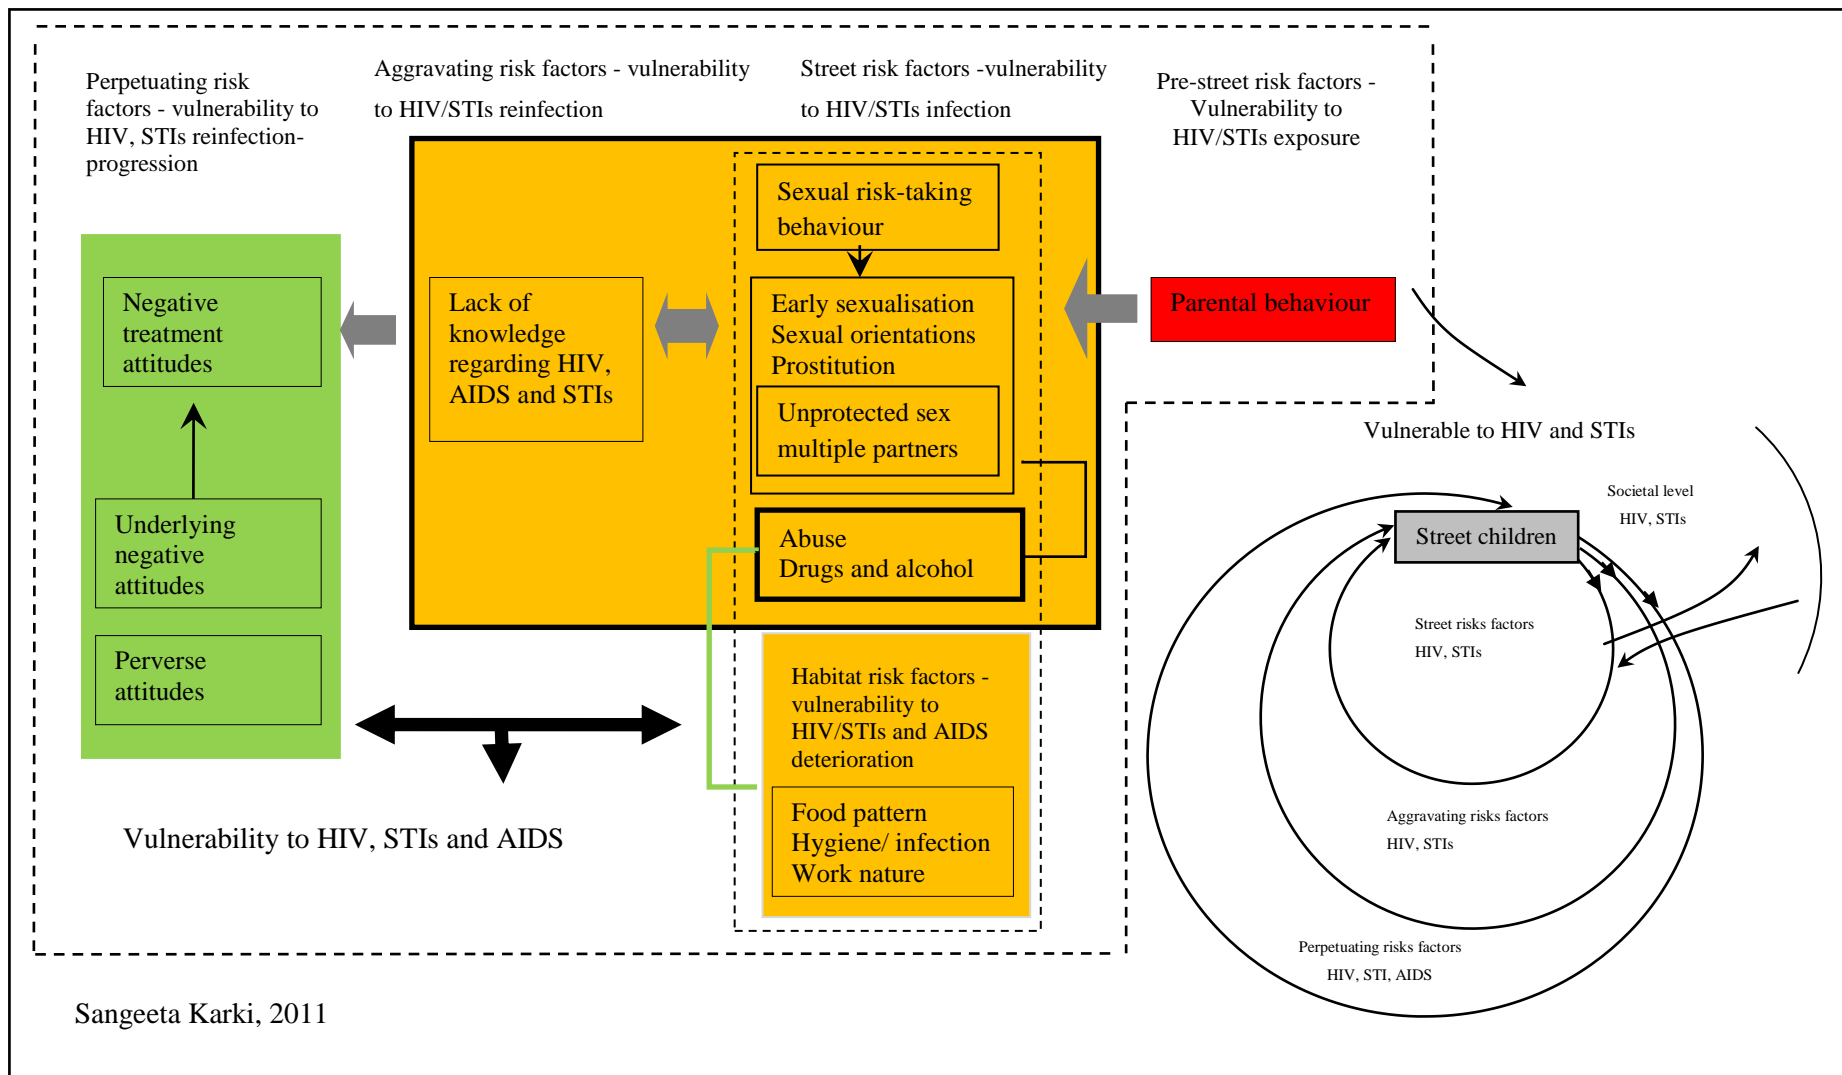 Perpetuating risk
factors - vulnerability to
HIV, STIs reinfection-
progression
Aggravating risk factors - vulnerability
to HIV/STIs reinfection
Street risk factors -vulnerability
to HIV/STIs infection
Pre-street risk factors -
Vulnerability to
HIV/STIs exposure
Negative
treatment
attitudes
Underlying
negative
attitudes
Perverse
attitudes
Lack of
knowledge
regarding HIV,
AIDS and STIs
Sexual risk-taking
behaviour
Early sexualisation
Sexual orientations
Prostitution
Unprotected sex
multiple partners
Abuse
Drugs and alcohol
Habitat risk factors -
vulnerability to
HIV/STIs and AIDS
deterioration
Food pattern
Hygiene/ infection
Work nature
Parental behaviour
Vulnerability to HIV, STIs and AIDS
Vulnerable to HIV and STIs
Societal level
HIV, STIs
Street children
Street risks factors
HIV, STIs
Aggravating risks factors
HIV, STIs
Perpetuating risks factors
HIV, STI, AIDS
Sangeeta Karki, 2011